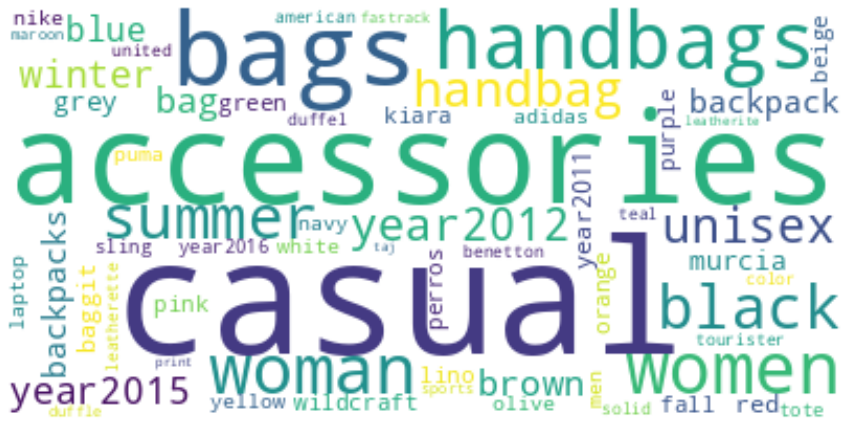 nike
american
fastrack
maroon
blue
bags
handbags
beige
united
winter
handbag
grey
bag
green
duffel
kiara
adidas
purple
backpack
leatherite
accessories
puma
year2011
summer
navy
year2012
teal
unisex
backpacks
sling
year2016
white
taj
benetton
murcia
laptop
baggit
leatherette
casual
perros
orange
color
pink
black
tourister
print
woman
lino
sports
brown
men
women
year2015
duffle
yellow
wildcraft
olive
solid
fall
red
tote